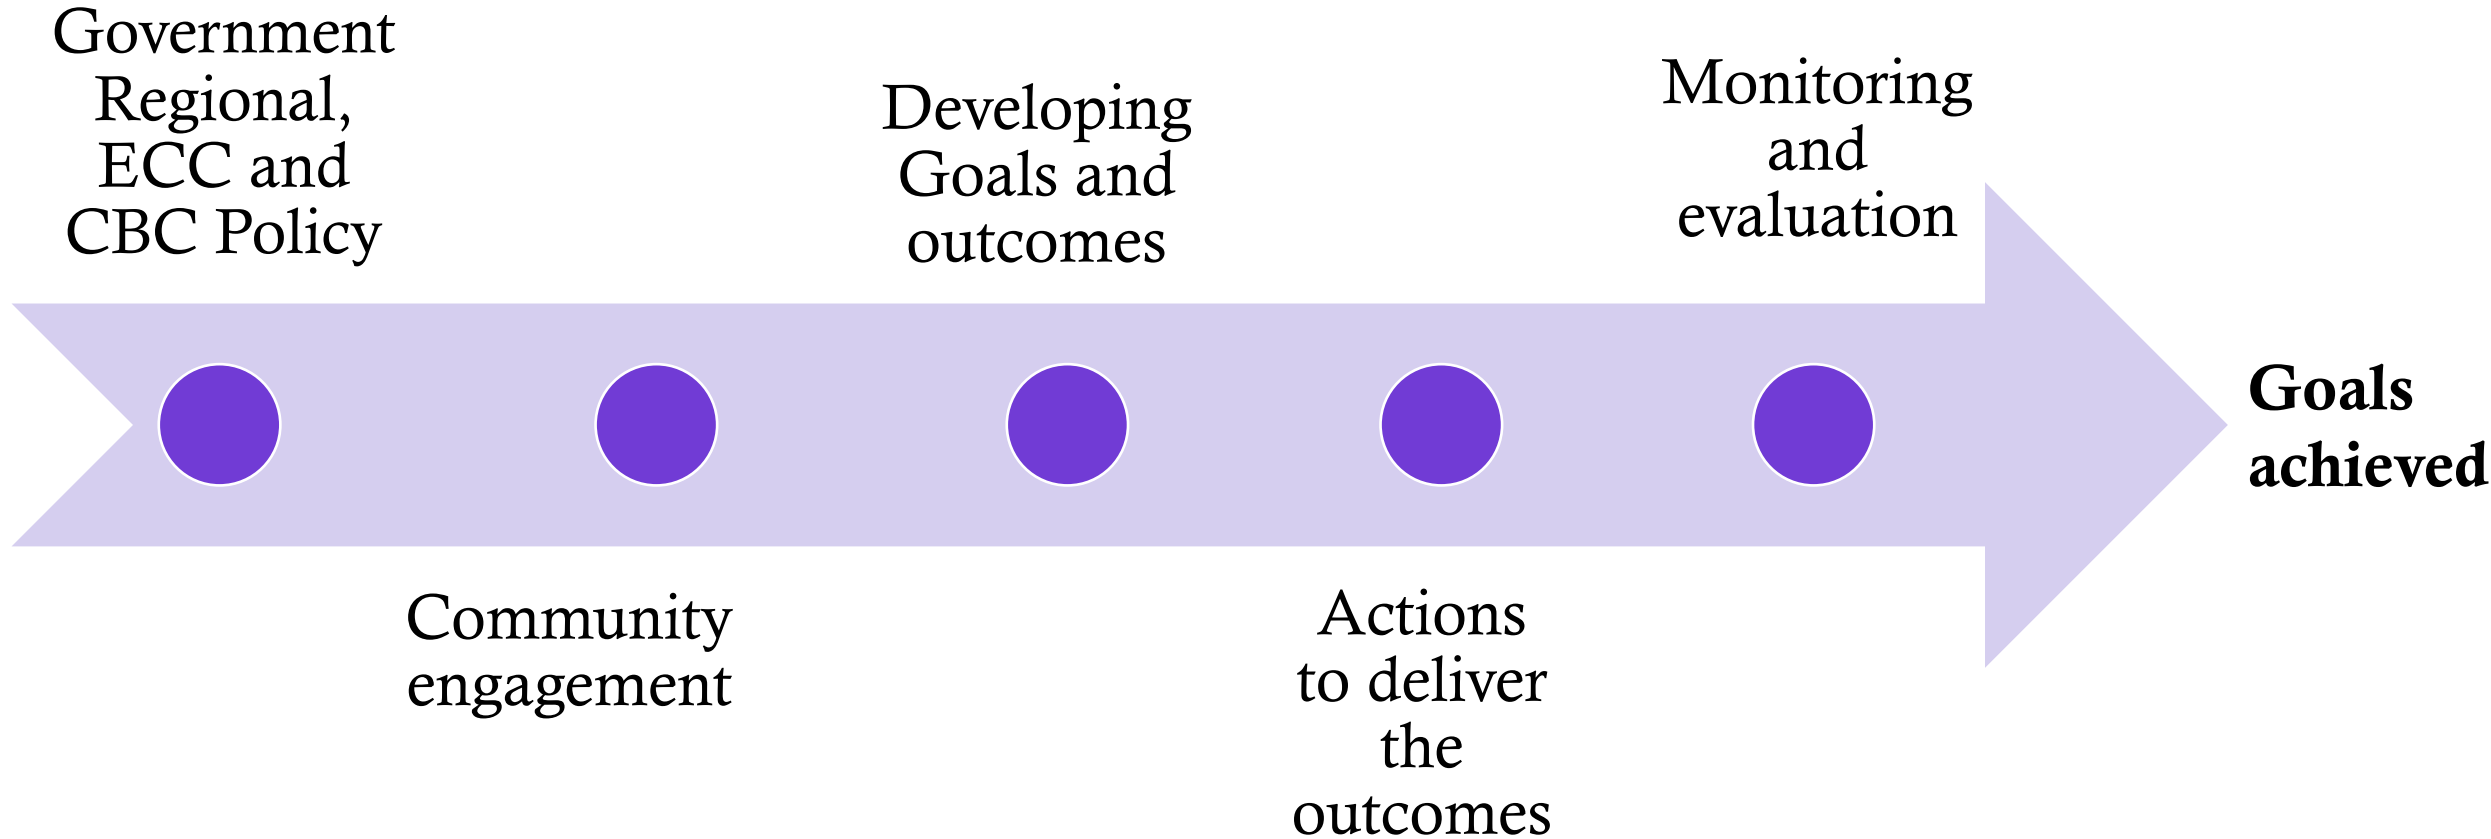 Government
Regional,
ECC and
CBC Policy
Community
engagement
Developing
Goals and
outcomes
Actions
to deliver
the
outcomes
Monitoring
and
evaluation
Goals
achieved